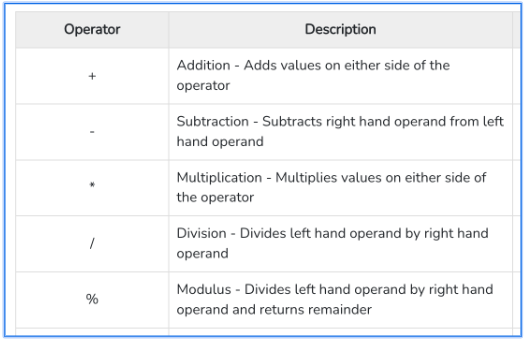 Operator Description
+ Addition - Adds values on either side of the
operator
- Subtraction - Subtracts right hand operand from left
hand operand
* Multiplication - Multiplies values on either side of
the operator
/ Division - Divides left hand operand by right hand
operand
% Modulus - Divides left hand operand by right hand
operand and returns remainder